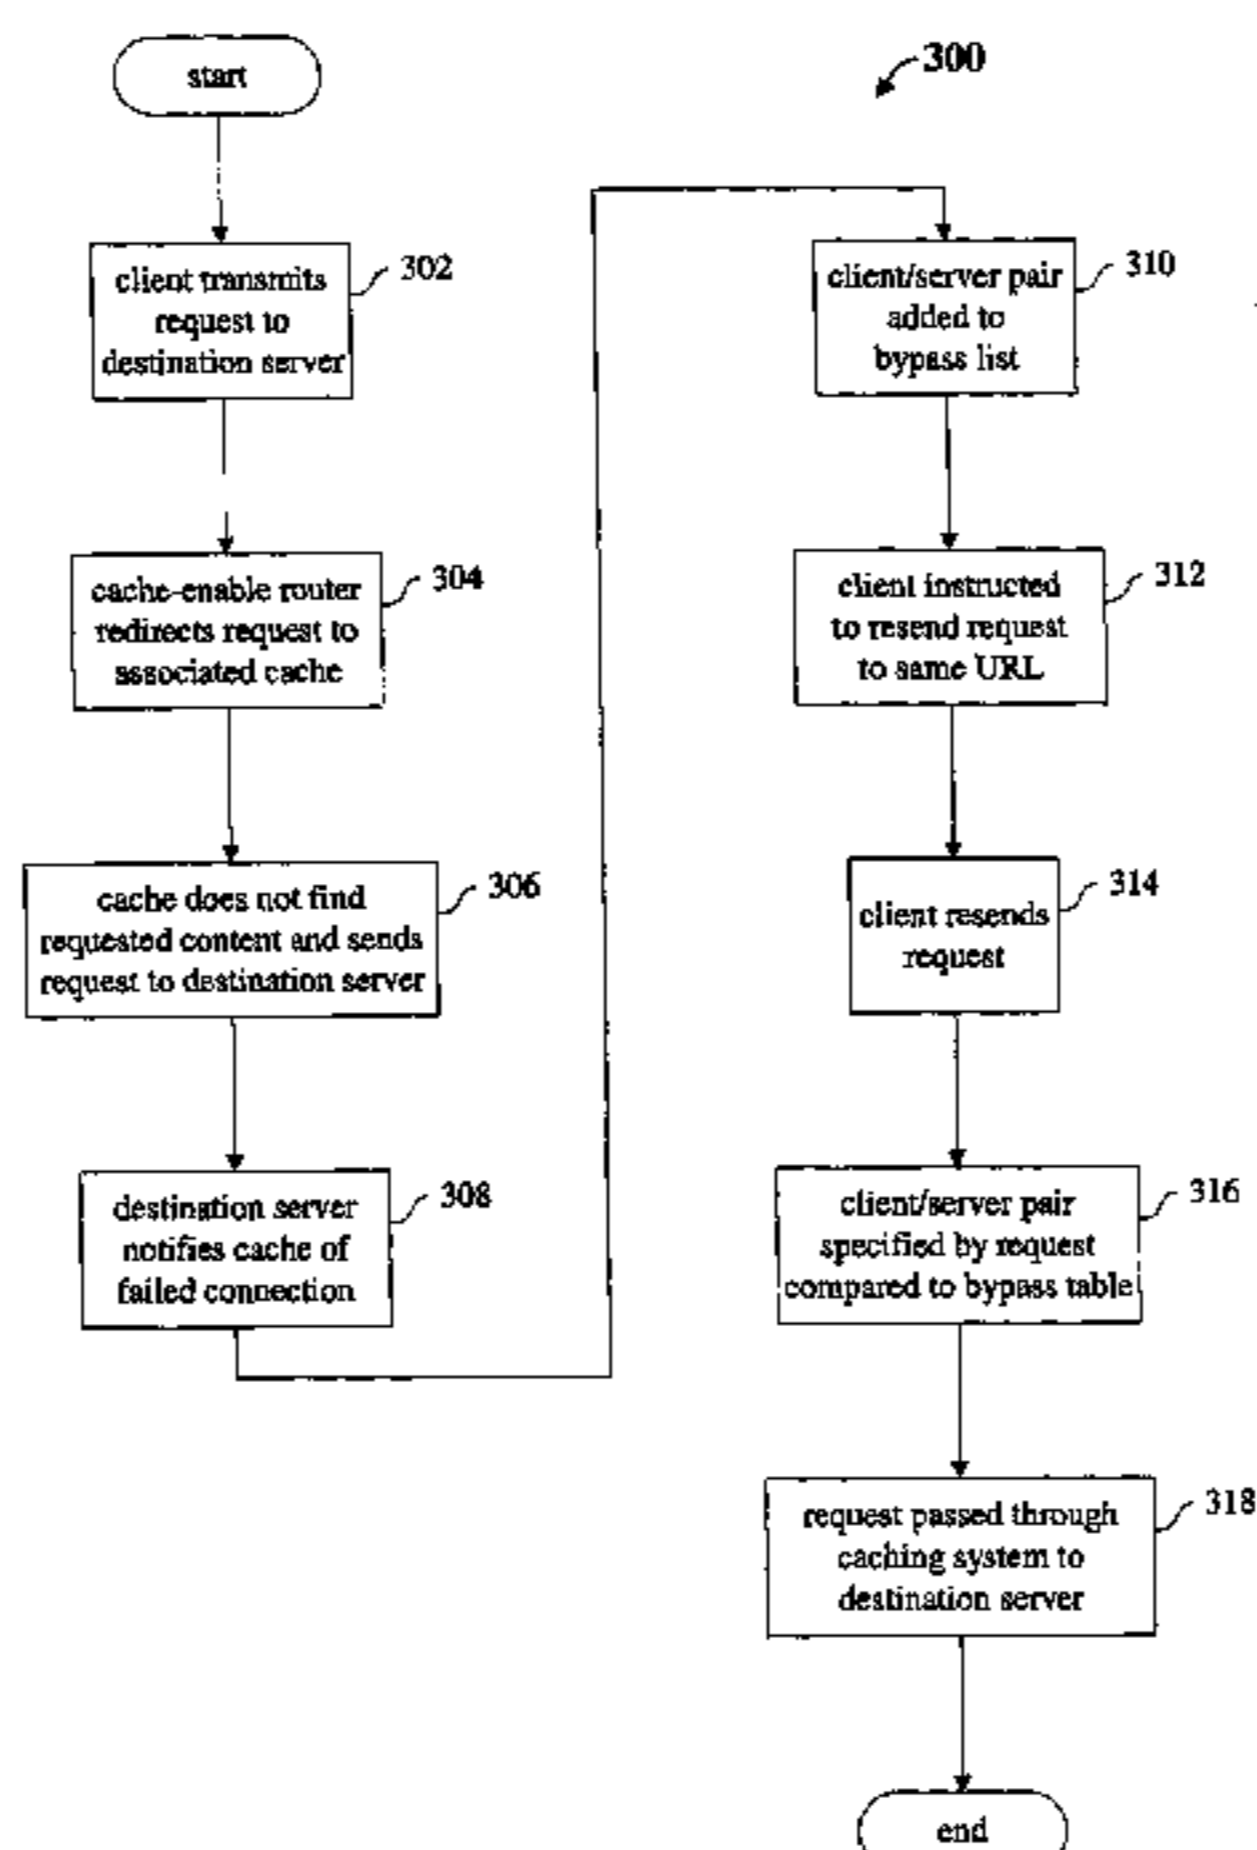 start
300
client transmits
request to
destination server
302
cache-enable router
redirects request to
associated cache
304
cache does not find
requested content and sends
request to destination server
306
destination server
notifies cache of
failed connection
308
client/server pair
added to
bypass list
310
client instructed
to resend request
to same URL
312
client resends
request
314
client/server pair
specified by request
compared to bypass table
316
request passed through
caching system to
destination server
318
end